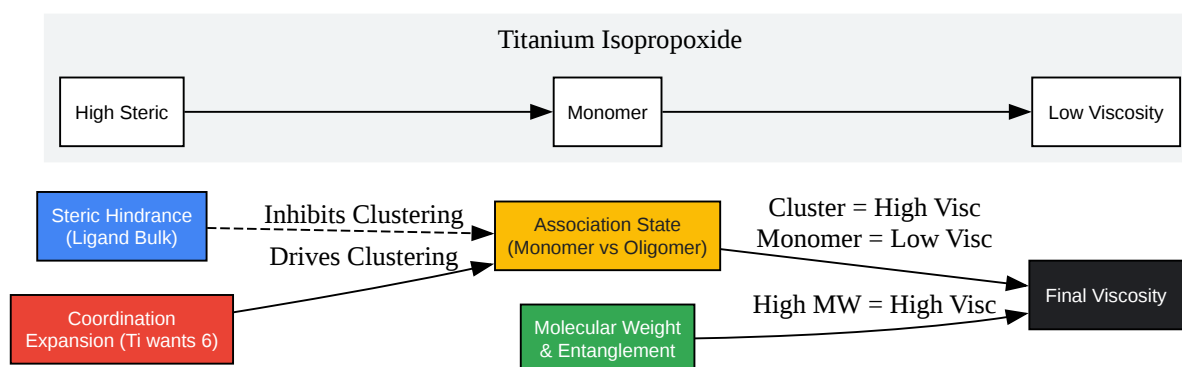 Titanium Isopropoxide
High Steric
Monomer
Low Viscosity
Steric Hindrance
(Ligand Bulk)
Inhibits Clustering
Drives Clustering
Association State
(Monomer vs Oligomer)
Cluster = High Visc
Monomer = Low Visc
High MW = High Visc
Final Viscosity
Coordination
Expansion (Ti wants 6)
Molecular Weight
& Entanglement